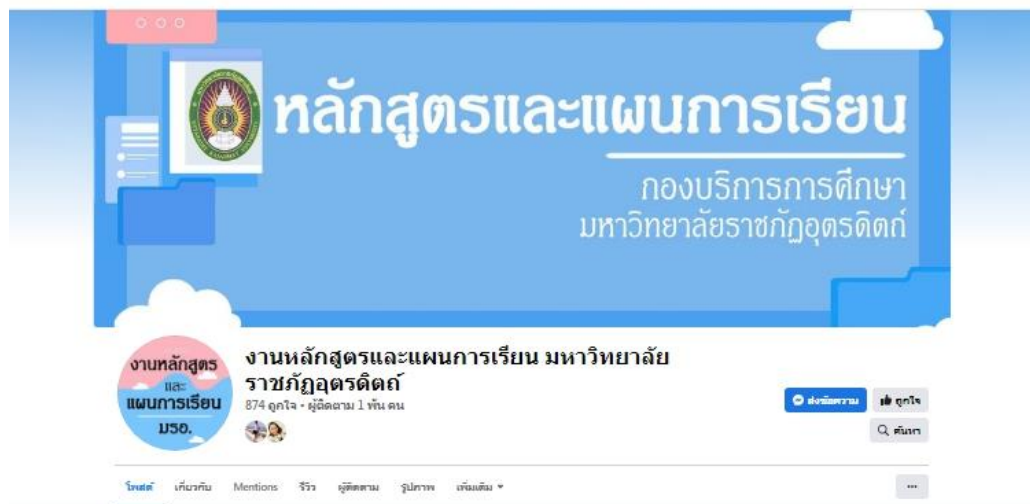 หลักสูตรและแผนการเรียน
กองบริการการศึกษา
มหาวิทยาลัยราชภัฏอุตรดิตถ์
งานหลักสูตร
และ
แผนการเรียน
มรอ.
งานหลักสูตรและแผนการเรียน มหาวิทยาลัย
ราชภัฏอุตรดิตถ์
874 ถูกใจ • ผู้ติดตาม 1 พัน คน
ส่งข้อความ
ถูกใจ
ค้นหา
โพสต์ เกี่ยวกับ Mentions รีวิว ผู้ติดตาม รูปภาพ เพิ่มเติม